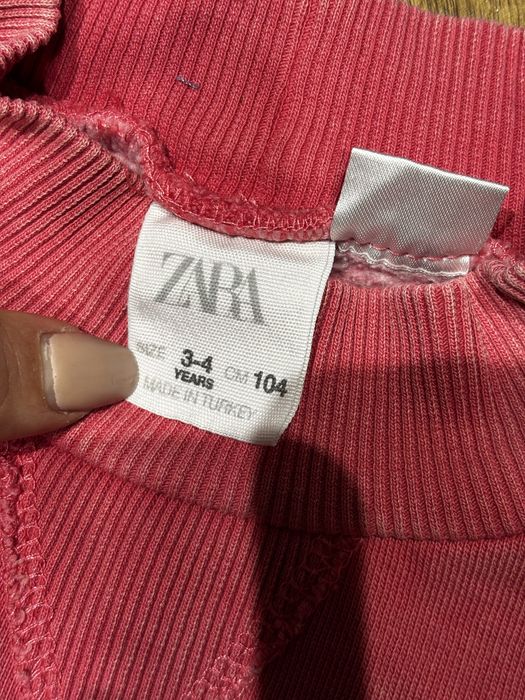 ZARA
SIZE 3-4 YEARS CM 104
MADE IN TURKEY